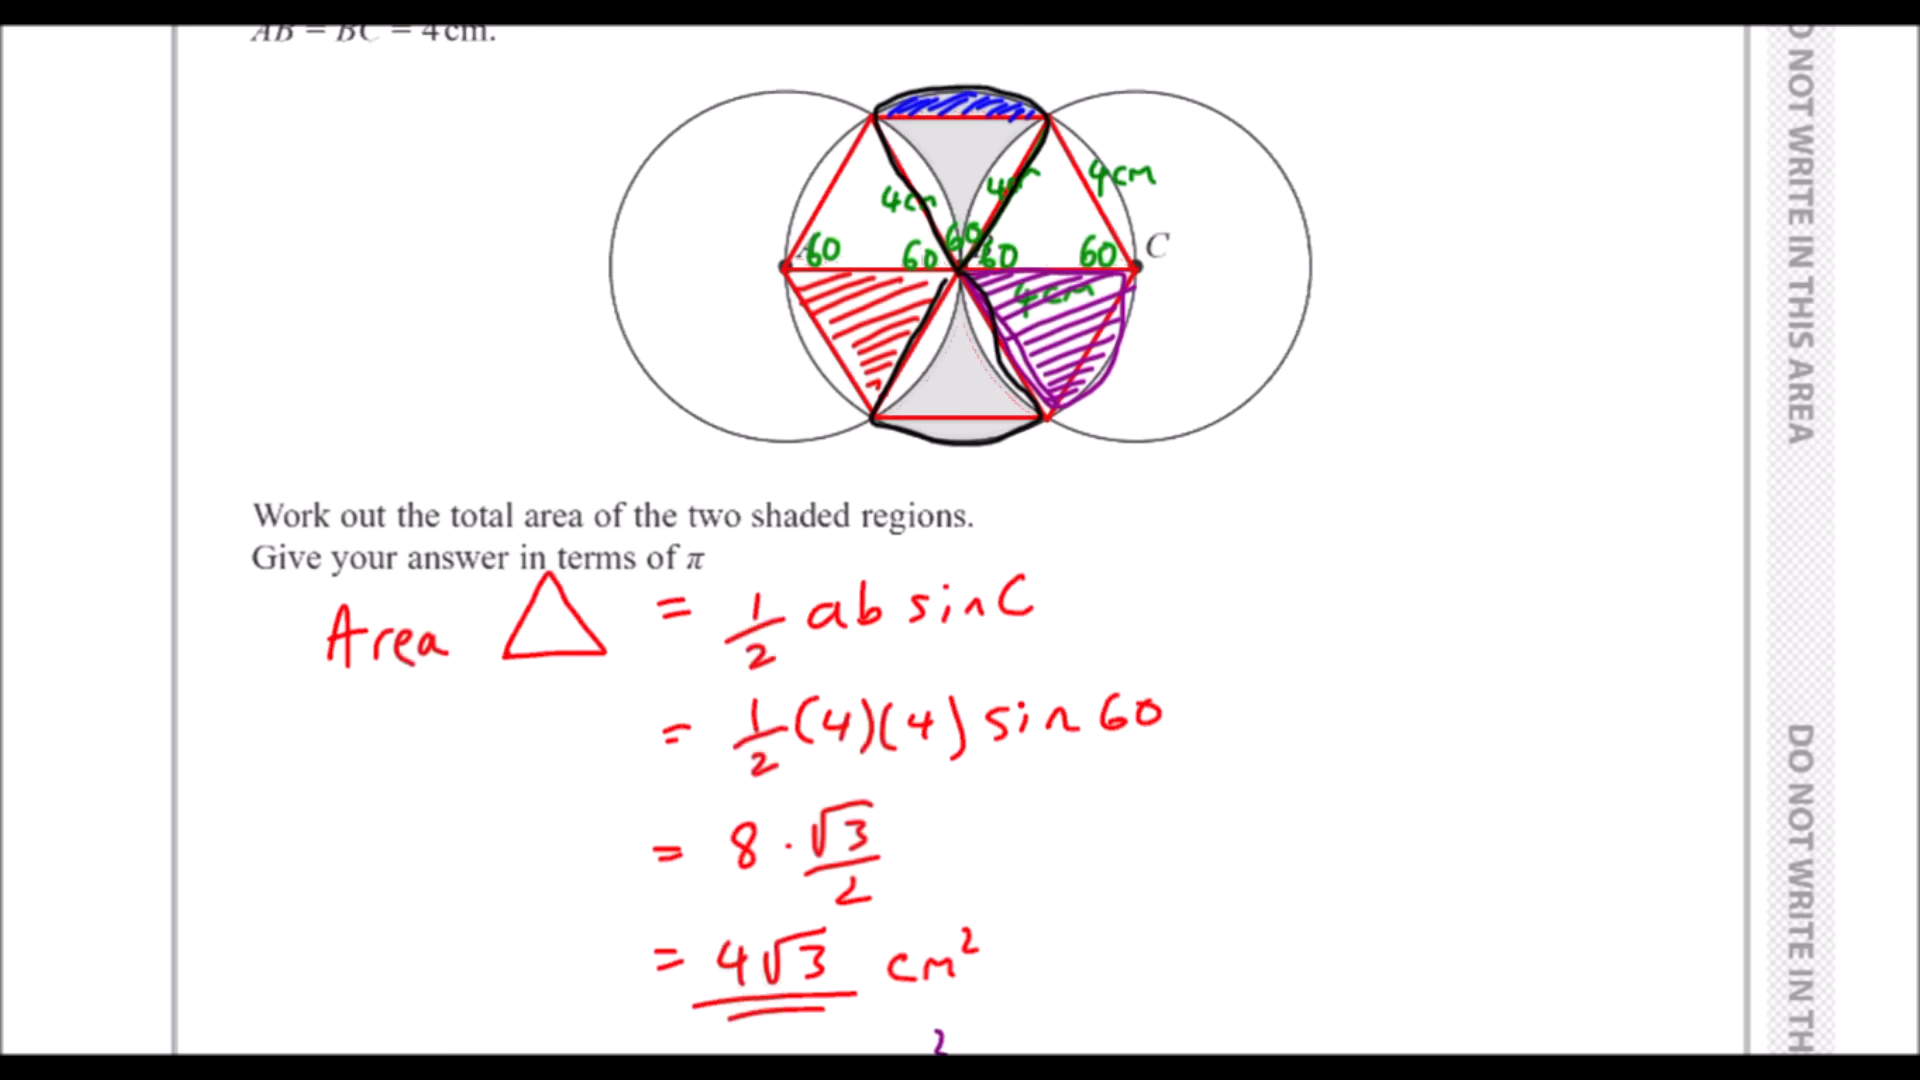 AB = BC = 4 cm.
4cm
4cm
60
60
60
60
60
C
4cm
Work out the total area of the two shaded regions.
Give your answer in terms of π
Area △ = 1/2 ab sin C
= 1/2 (4)(4) sin 60
= 8 · √3/2
= 4√3 cm²
2
DO NOT WRITE IN THIS AREA
DO NOT WRITE IN TH